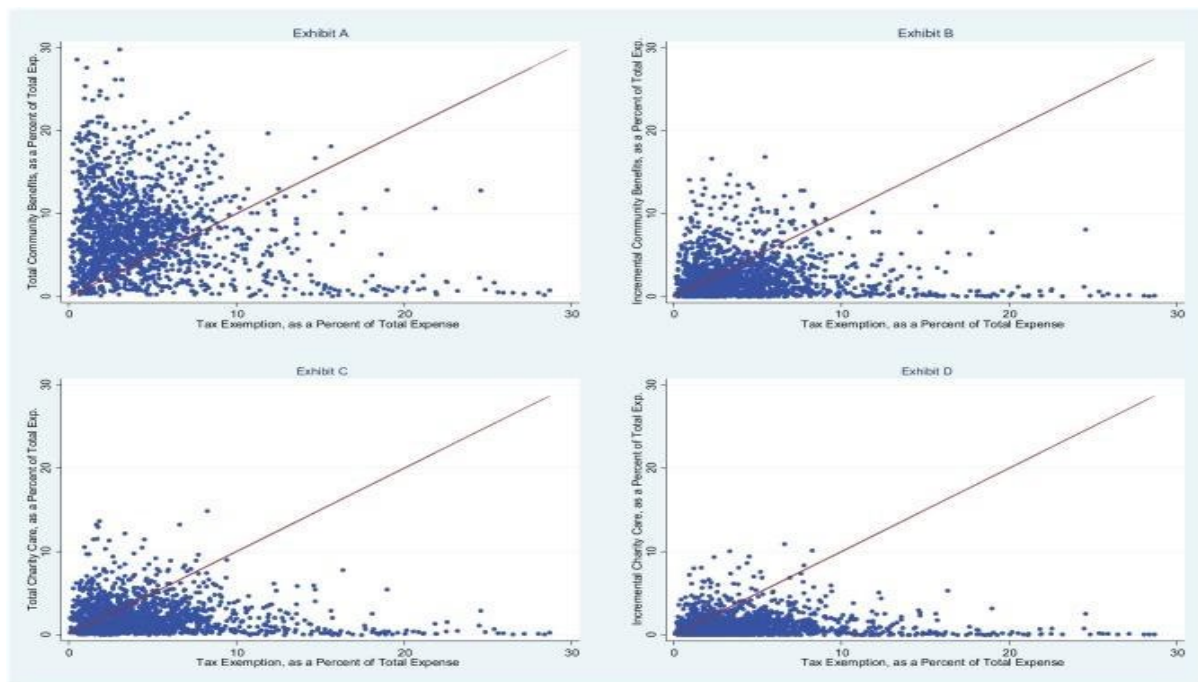 Exhibit A
Total Community Benefits, as a Percent of Total Exp.
30
20
10
0
0 10 20 30
Tax Exemption, as a Percent of Total Expense
Exhibit B
Incremental Community Benefits, as a Percent of Total Exp.
30
20
10
0
0 10 20 30
Tax Exemption, as a Percent of Total Expense
Exhibit C
Total Charity Care, as a Percent of Total Exp.
30
20
10
0
0 10 20 30
Tax Exemption, as a Percent of Total Expense
Exhibit D
Incremental Charity Care, as a Percent of Total Exp.
30
20
10
0
0 10 20 30
Tax Exemption, as a Percent of Total Expense